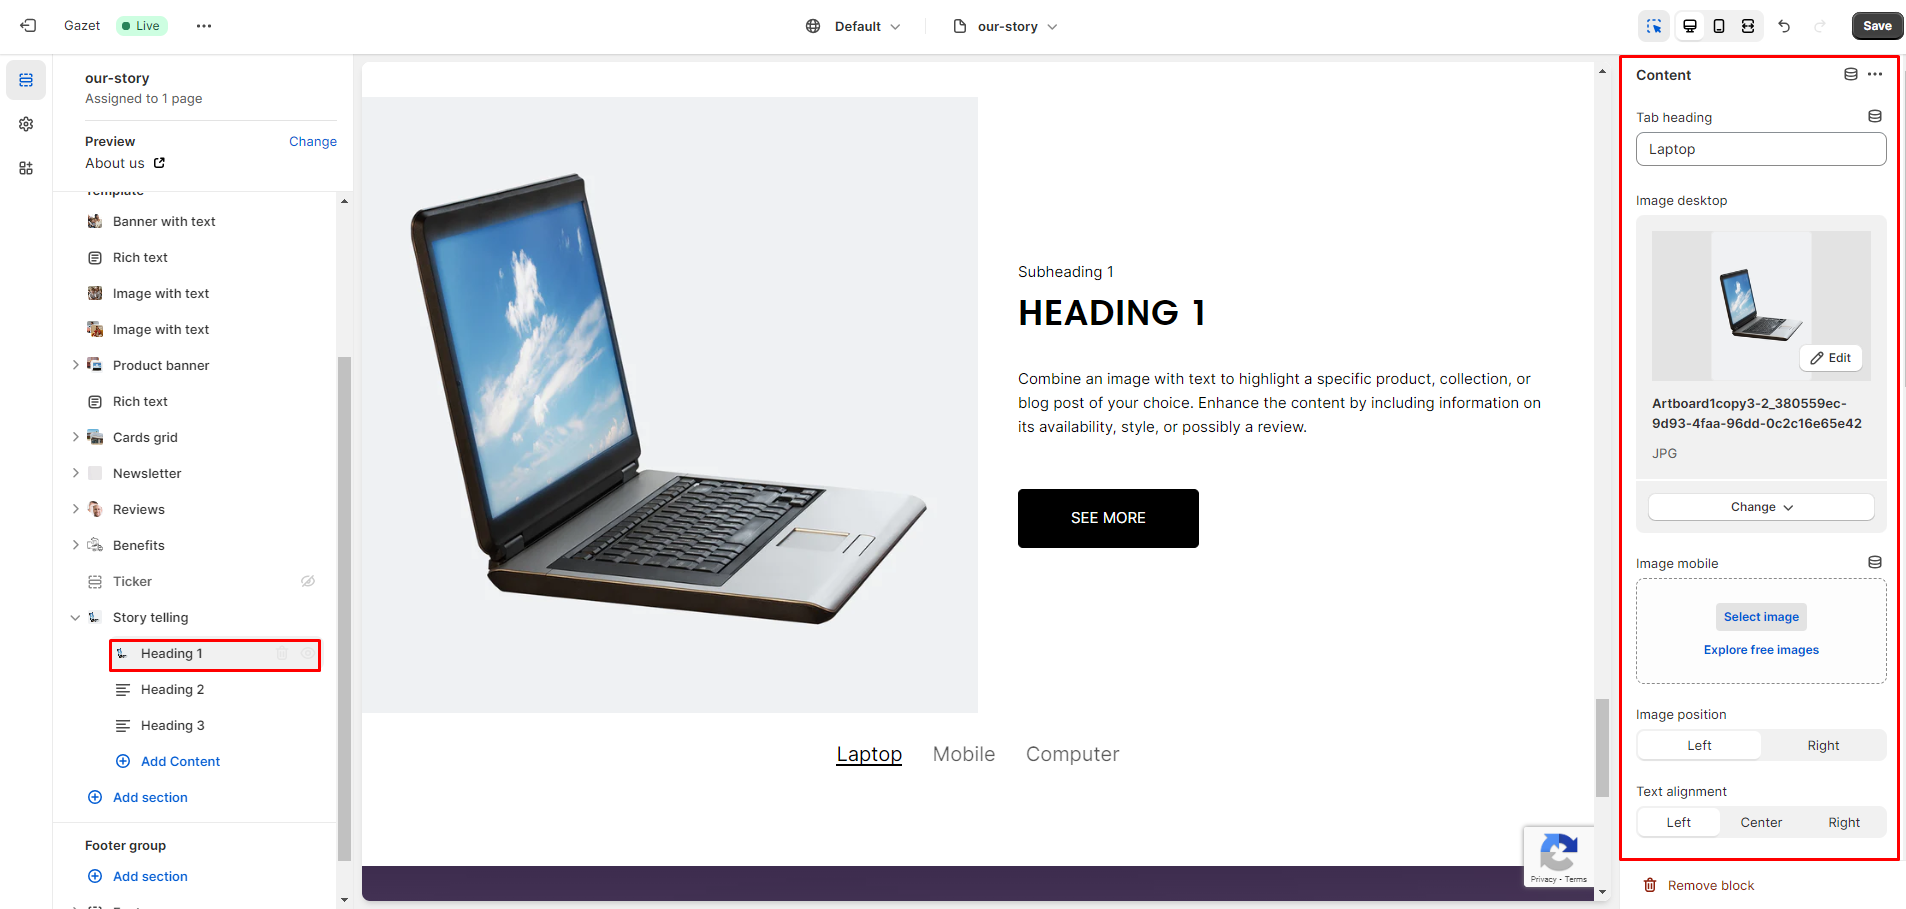 Gazet
Live
Default
our-story
Save
our-story
Assigned to 1 page
Preview
Change
About us
Template
Banner with text
Rich text
Image with text
Image with text
Product banner
Rich text
Cards grid
Newsletter
Reviews
Benefits
Ticker
Story telling
Heading 1
Heading 2
Heading 3
Add Content
Add section
Footer group
Add section
Subheading 1
HEADING 1
Combine an image with text to highlight a specific product, collection, or
blog post of your choice. Enhance the content by including information on
its availability, style, or possibly a review.
SEE MORE
Laptop Mobile Computer
Privacy - Terms
Content
Tab heading
Laptop
Image desktop
Edit
Artboard1copy3-2_380559ec-
9d93-4faa-96dd-0c2c16e65e42
JPG
Change
Image mobile
Select image
Explore free images
Image position
Left Right
Text alignment
Left Center Right
Remove block